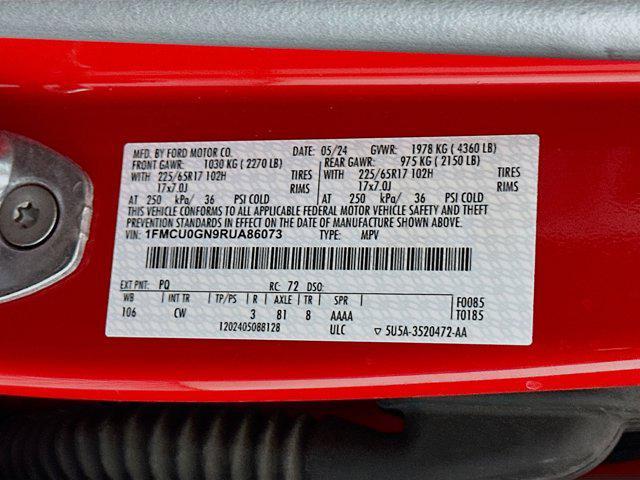 MFD. BY FORD MOTOR CO. DATE: 05/24 GVWR: 1978 KG (4360 LB)
FRONT GAWR: 1030 KG (2270 LB) REAR GAWR: 975 KG (2150 LB)
WITH 225/65R17 102H TIRES WITH 225/65R17 102H TIRES
17x7.0J RIMS 17x7.0J RIMS
AT 250 kPa/ 36 PSI COLD AT 250 kPa/ 36 PSI COLD
THIS VEHICLE CONFORMS TO ALL APPLICABLE FEDERAL MOTOR VEHICLE SAFETY AND THEFT
PREVENTION STANDARDS IN EFFECT ON THE DATE OF MANUFACTURE SHOWN ABOVE.
VIN: 1FMCU0GN9RUA86073 TYPE: MPV
EXT PNT: PQ RC: 72 DSO:
WB INT TR TP/PS R AXLE TR SPR F0085
106 CW 3 81 8 AAAA T0185
1202405088128 ULC ▽ 5U5A-3520472-AA